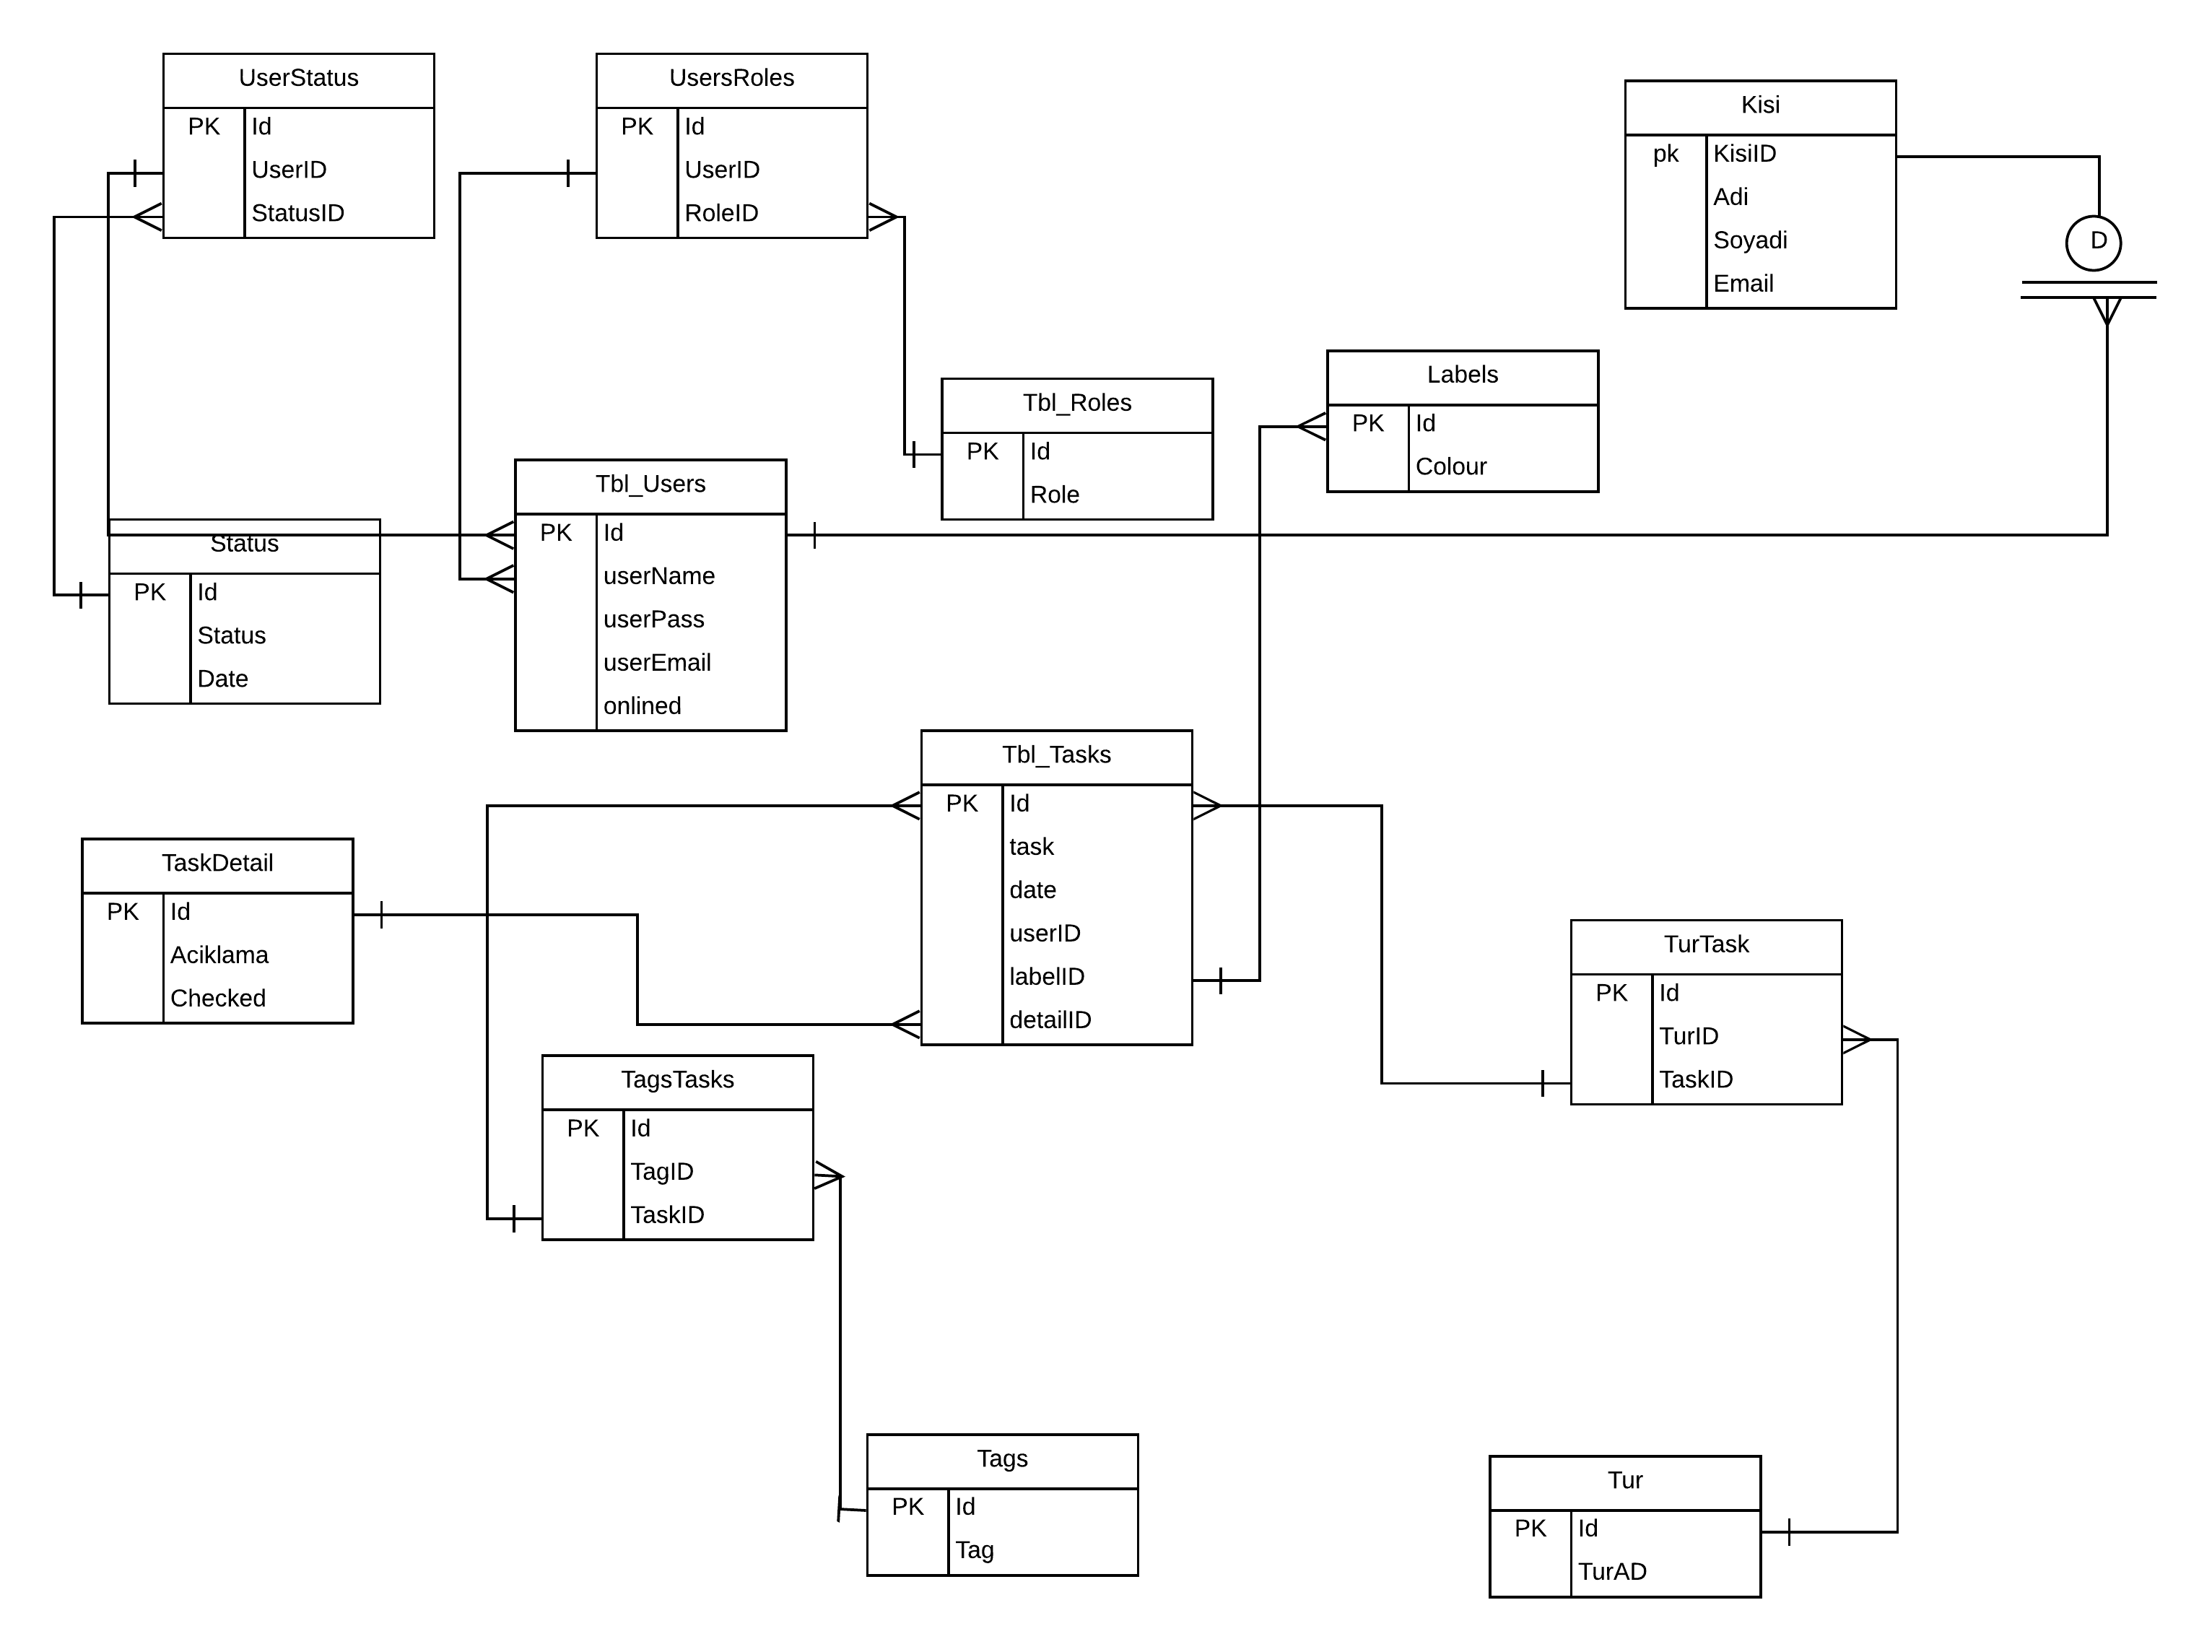 UserStatus
PK Id
UserID
StatusID
UsersRoles
PK Id
UserID
RoleID
Kisi
pk KisiID
Adi
Soyadi
Email
D
Tbl_Roles
PK Id
Role
Labels
PK Id
Colour
Status
PK Id
Status
Date
Tbl_Users
PK Id
userName
userPass
userEmail
onlined
Tbl_Tasks
PK Id
task
date
userID
labelID
detailID
TaskDetail
PK Id
Aciklama
Checked
TurTask
PK Id
TurID
TaskID
TagsTasks
PK Id
TagID
TaskID
Tags
PK Id
Tag
Tur
PK Id
TurAD